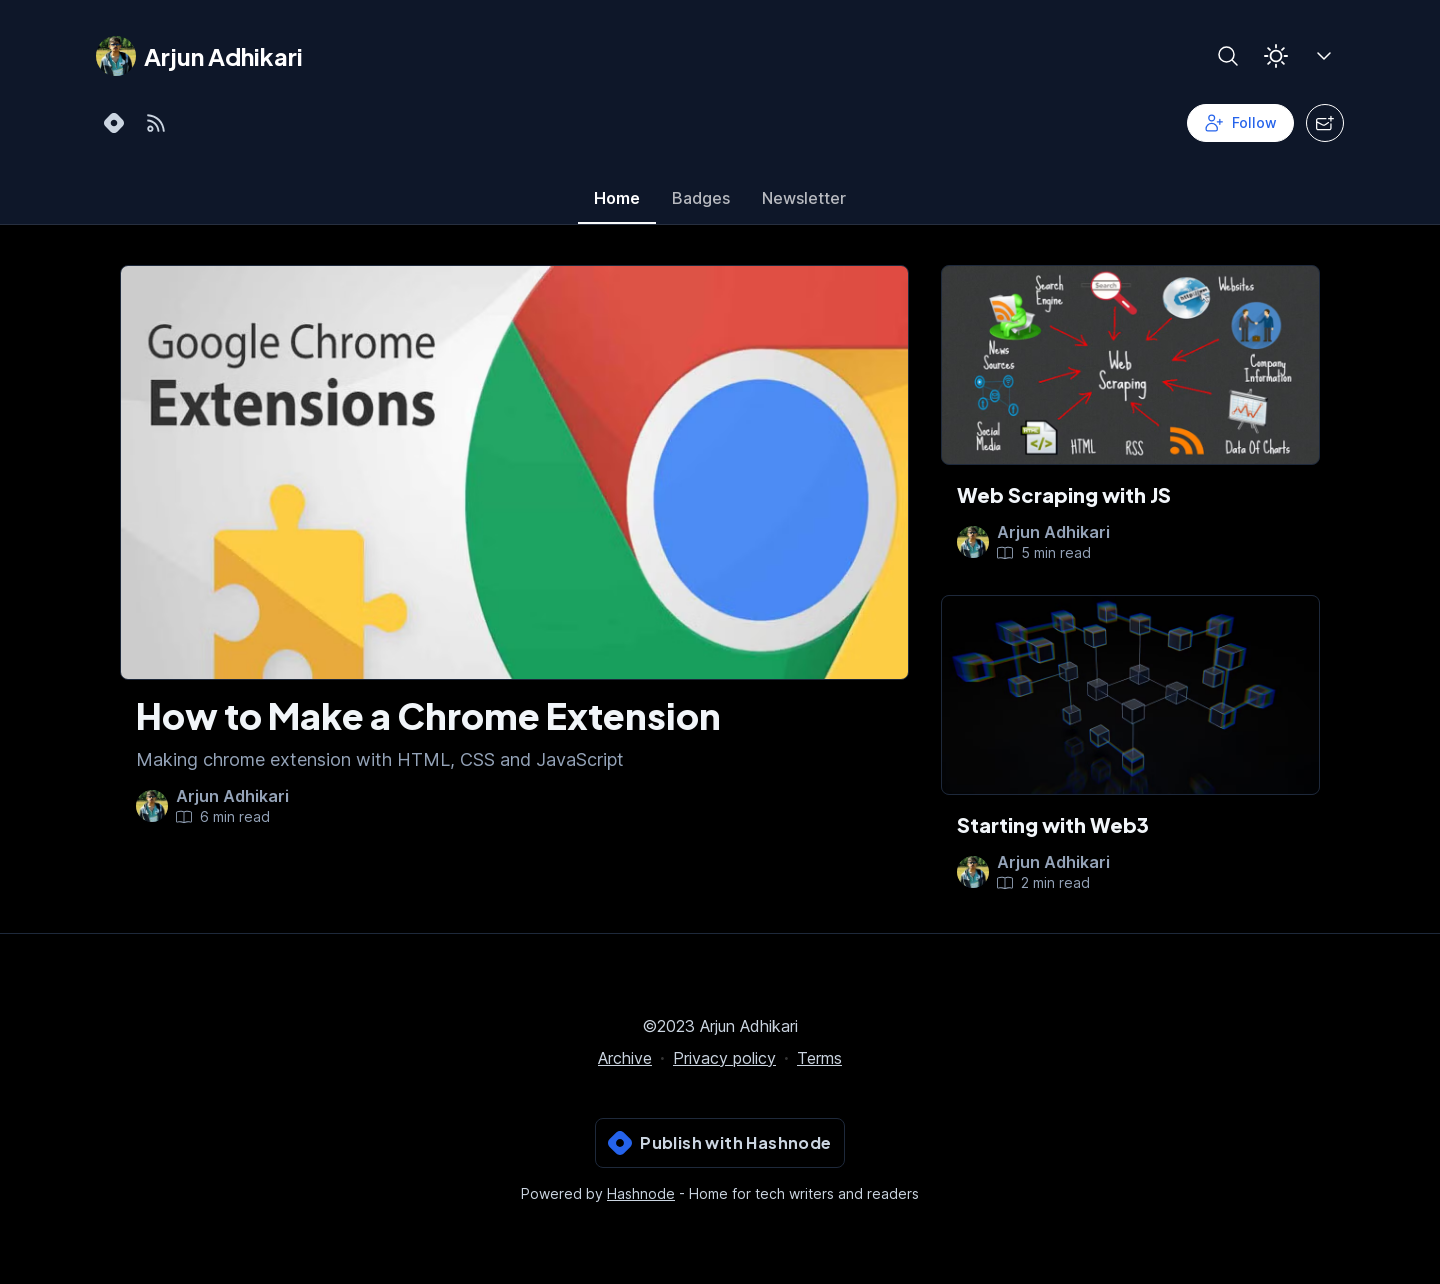 Arjun Adhikari
Follow
Home
Badges
Newsletter
Google Chrome
Extensions
How to Make a Chrome Extension
Making chrome extension with HTML, CSS and JavaScript
Arjun Adhikari
6 min read
Search
Engine
Search
Websites
http://www
News
Sources
Web
Scraping
Company
Information
Social
Media
HTML
RSS
Data Of Charts
Web Scraping with JS
Arjun Adhikari
5 min read
Starting with Web3
Arjun Adhikari
2 min read
©2023 Arjun Adhikari
Archive · Privacy policy · Terms
Publish with Hashnode
Powered by Hashnode - Home for tech writers and readers